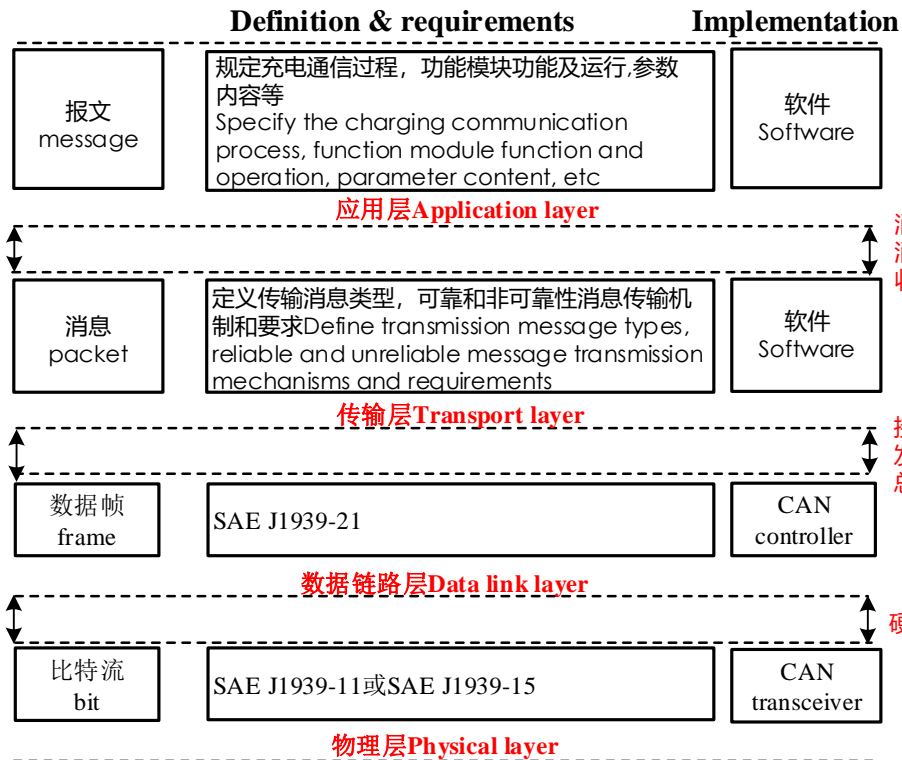 Definition & requirements
Implementation
报文
message
规定充电通信过程，功能模块功能及运行,参数
内容等
Specify the charging communication
process, function module function and
operation, parameter content, etc
软件
Software
应用层Application layer
消息
packet
定义传输消息类型，可靠和非可靠性消息传输机
制和要求Define transmission message types,
reliable and unreliable message transmission
mechanisms and requirements
软件
Software
传输层Transport layer
数据帧
frame
SAE J1939-21
CAN
controller
数据链路层Data link layer
比特流
bit
SAE J1939-11或SAE J1939-15
CAN
transceiver
物理层Physical layer